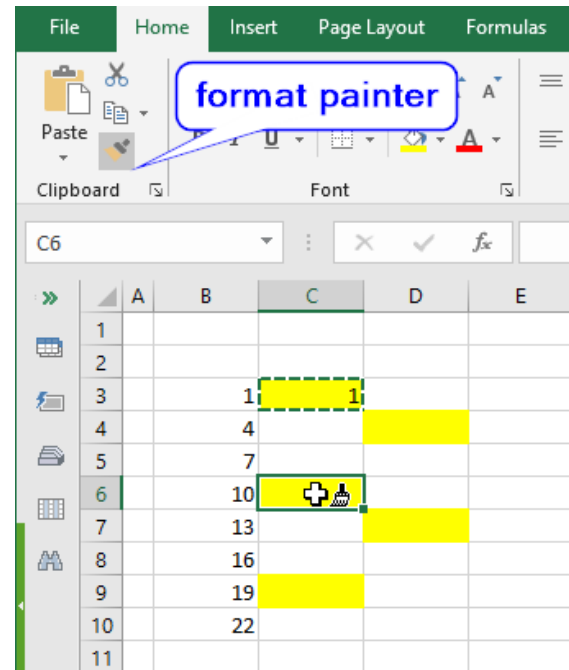 File Home Insert Page Layout Formulas
format painter
A
Paste
U A
Clipboard Font
C6 fx
A B C D E
1
2
3 1 1
4 4
5 7
6 10
7 13
8 16
9 19
10 22
11